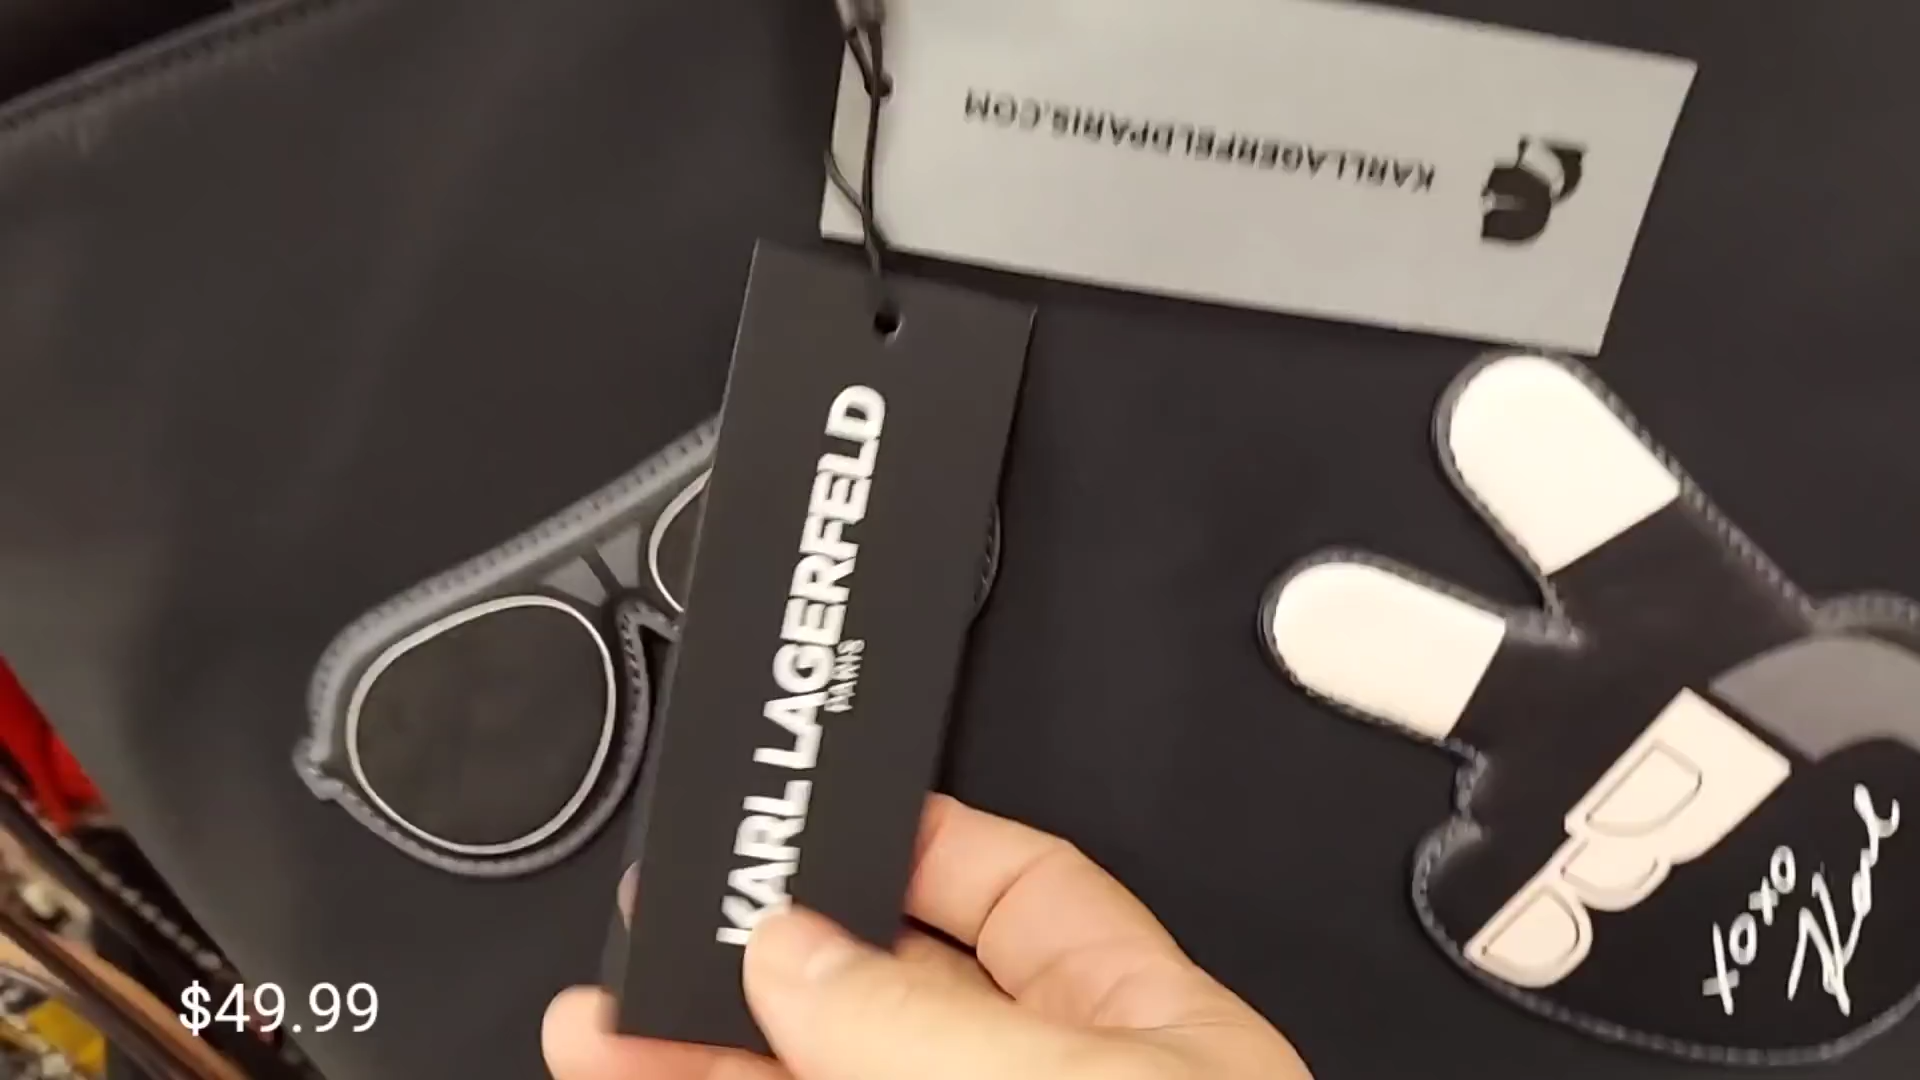 KARLLAGERFELDPARIS.COM
KARL LAGERFELD
PARIS
xoxo
Karl
$49.99